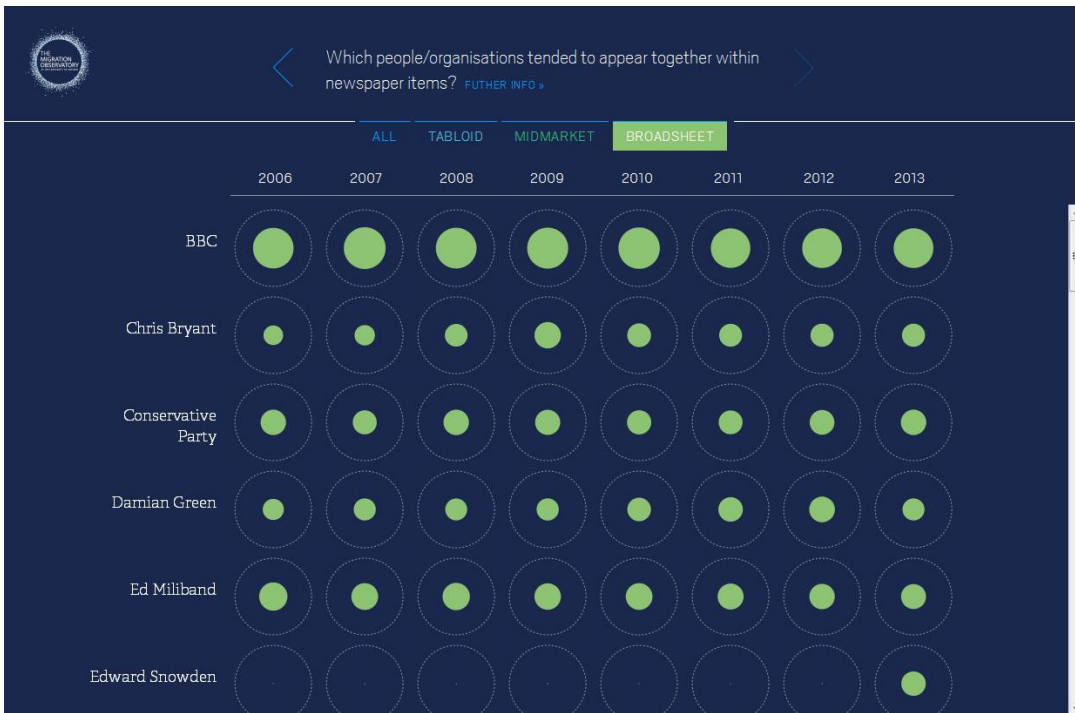 THE
MIGRATION
OBSERVATORY
Which people/organisations tended to appear together within
newspaper items? FUTHER INFO »
ALL TABLOID MIDMARKET BROADSHEET
2006 2007 2008 2009 2010 2011 2012 2013
BBC
Chris Bryant
Conservative
Party
Damian Green
Ed Miliband
Edward Snowden